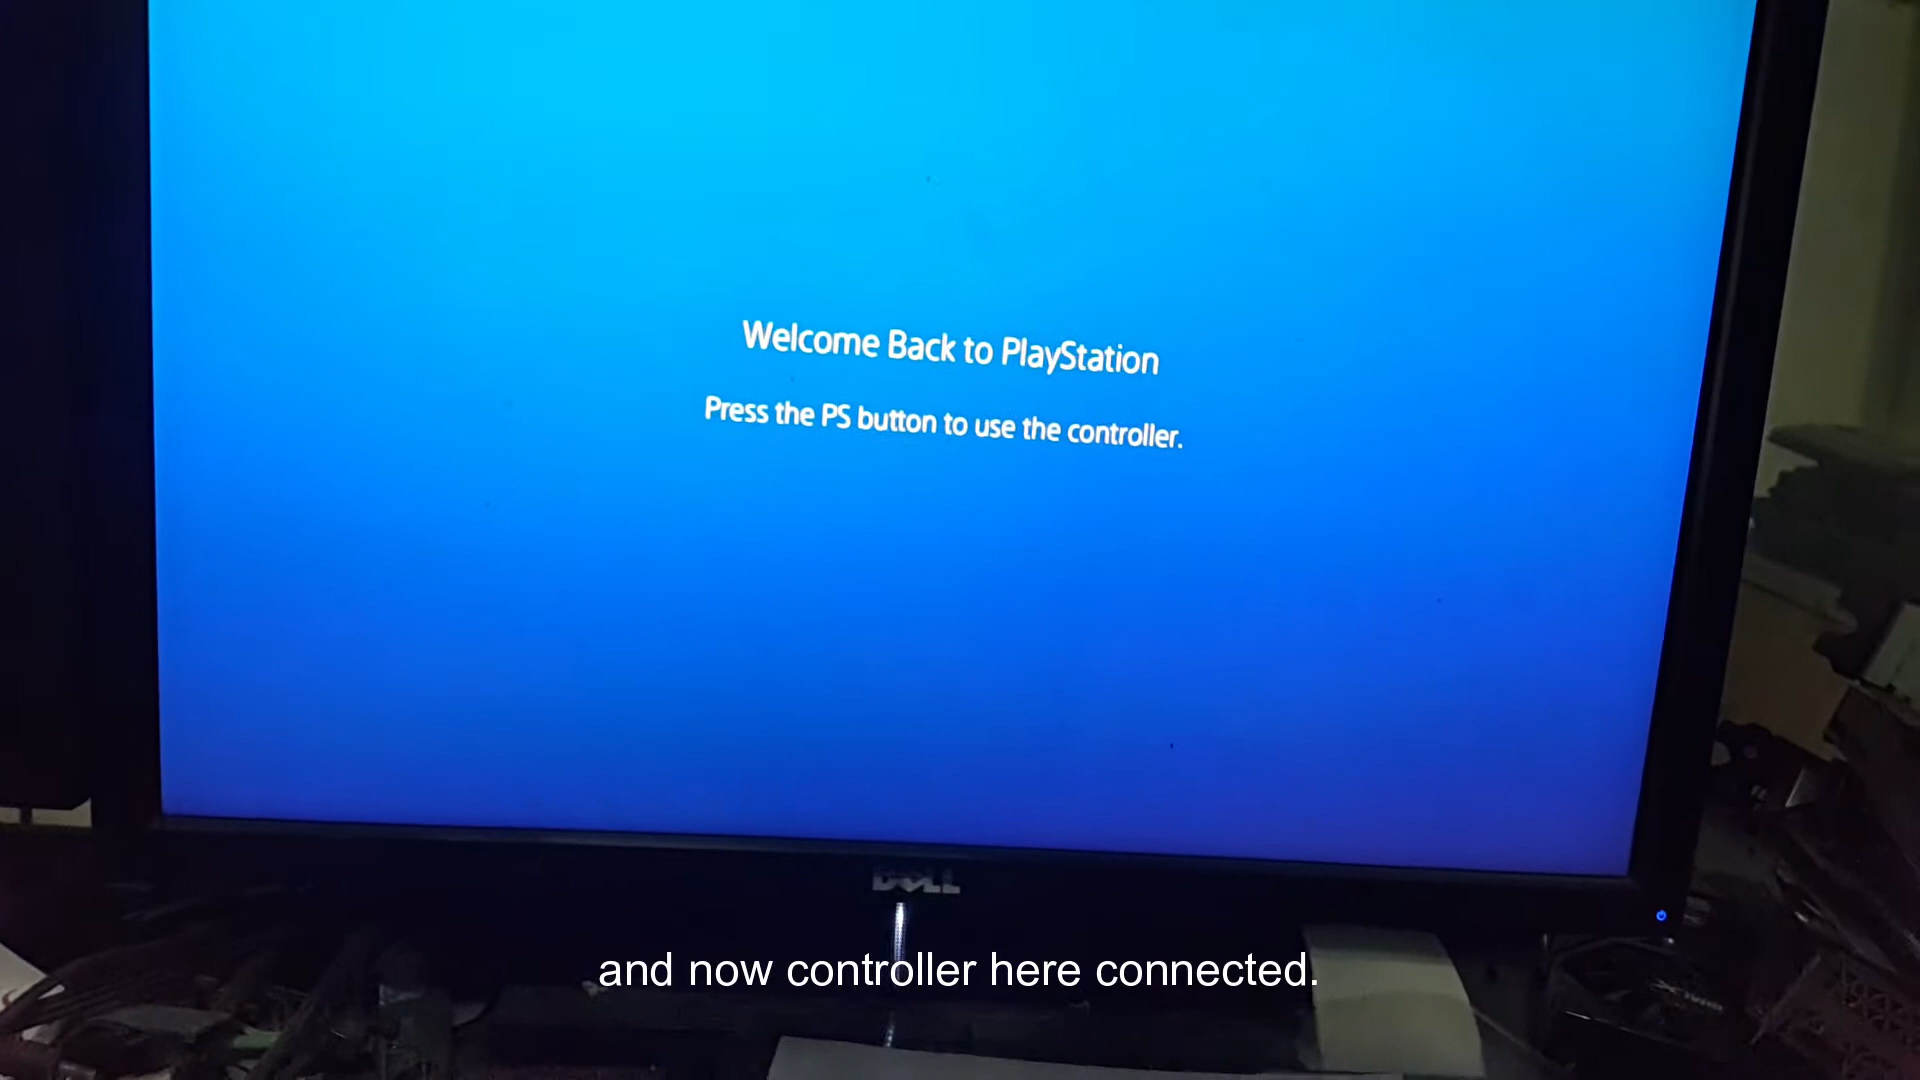 Welcome Back to PlayStation
Press the PS button to use the controller.
DELL
and now controller here connected.